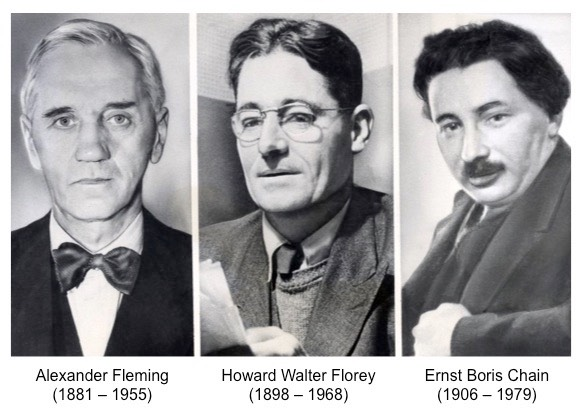 Alexander Fleming
(1881 – 1955)
Howard Walter Florey
(1898 – 1968)
Ernst Boris Chain
(1906 – 1979)